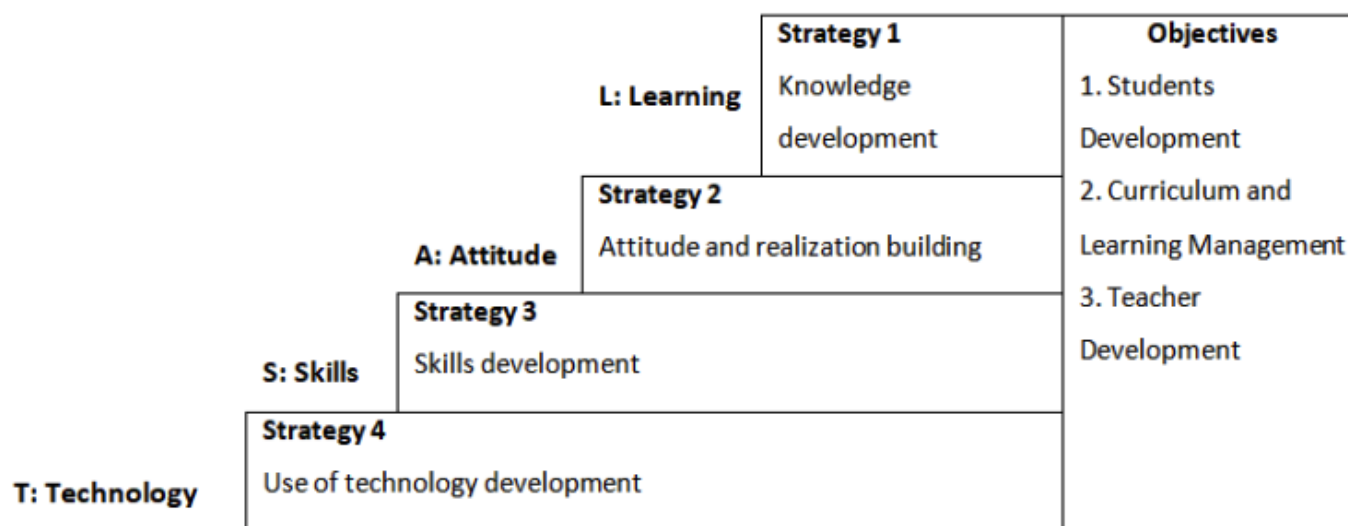 Strategy 1
L: Learning
Knowledge
development
Strategy 2
A: Attitude
Attitude and realization building
Strategy 3
S: Skills
Skills development
Strategy 4
T: Technology
Use of technology development
Objectives
1. Students
Development
2. Curriculum and
Learning Management
3. Teacher
Development